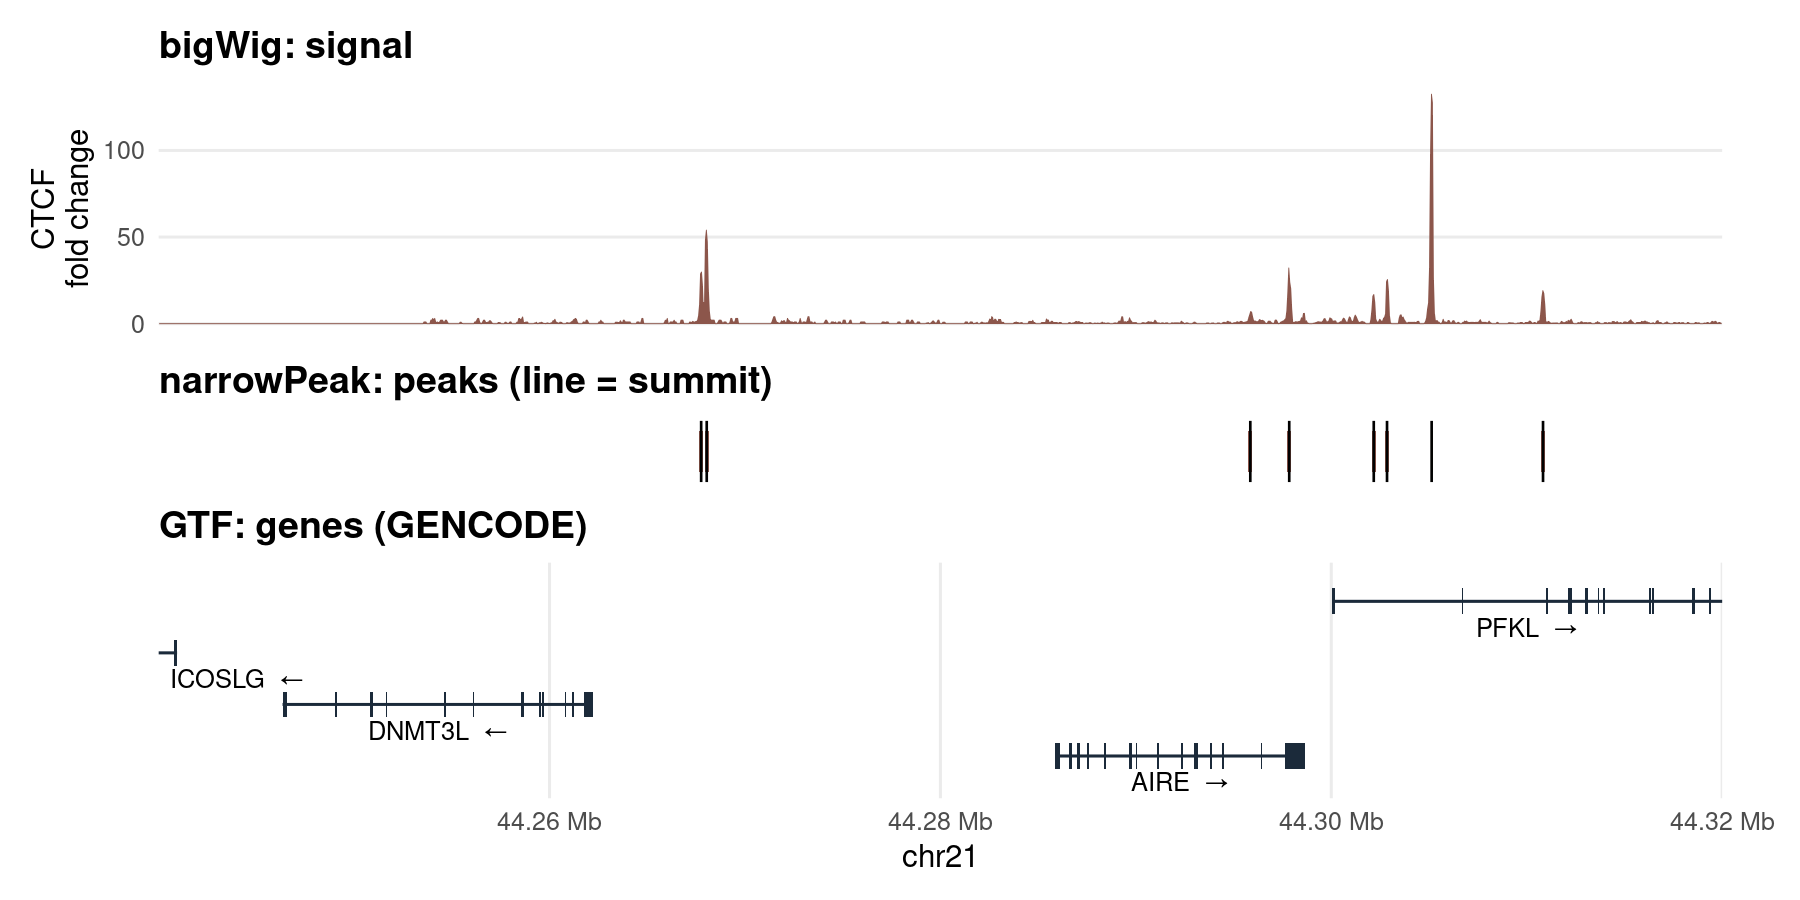 bigWig: signal
CTCF
fold change
100
50
0
narrowPeak: peaks (line = summit)
GTF: genes (GENCODE)
PFKL →
ICOSLG ←
DNMT3L ←
AIRE →
44.26 Mb
44.28 Mb
44.30 Mb
44.32 Mb
chr21